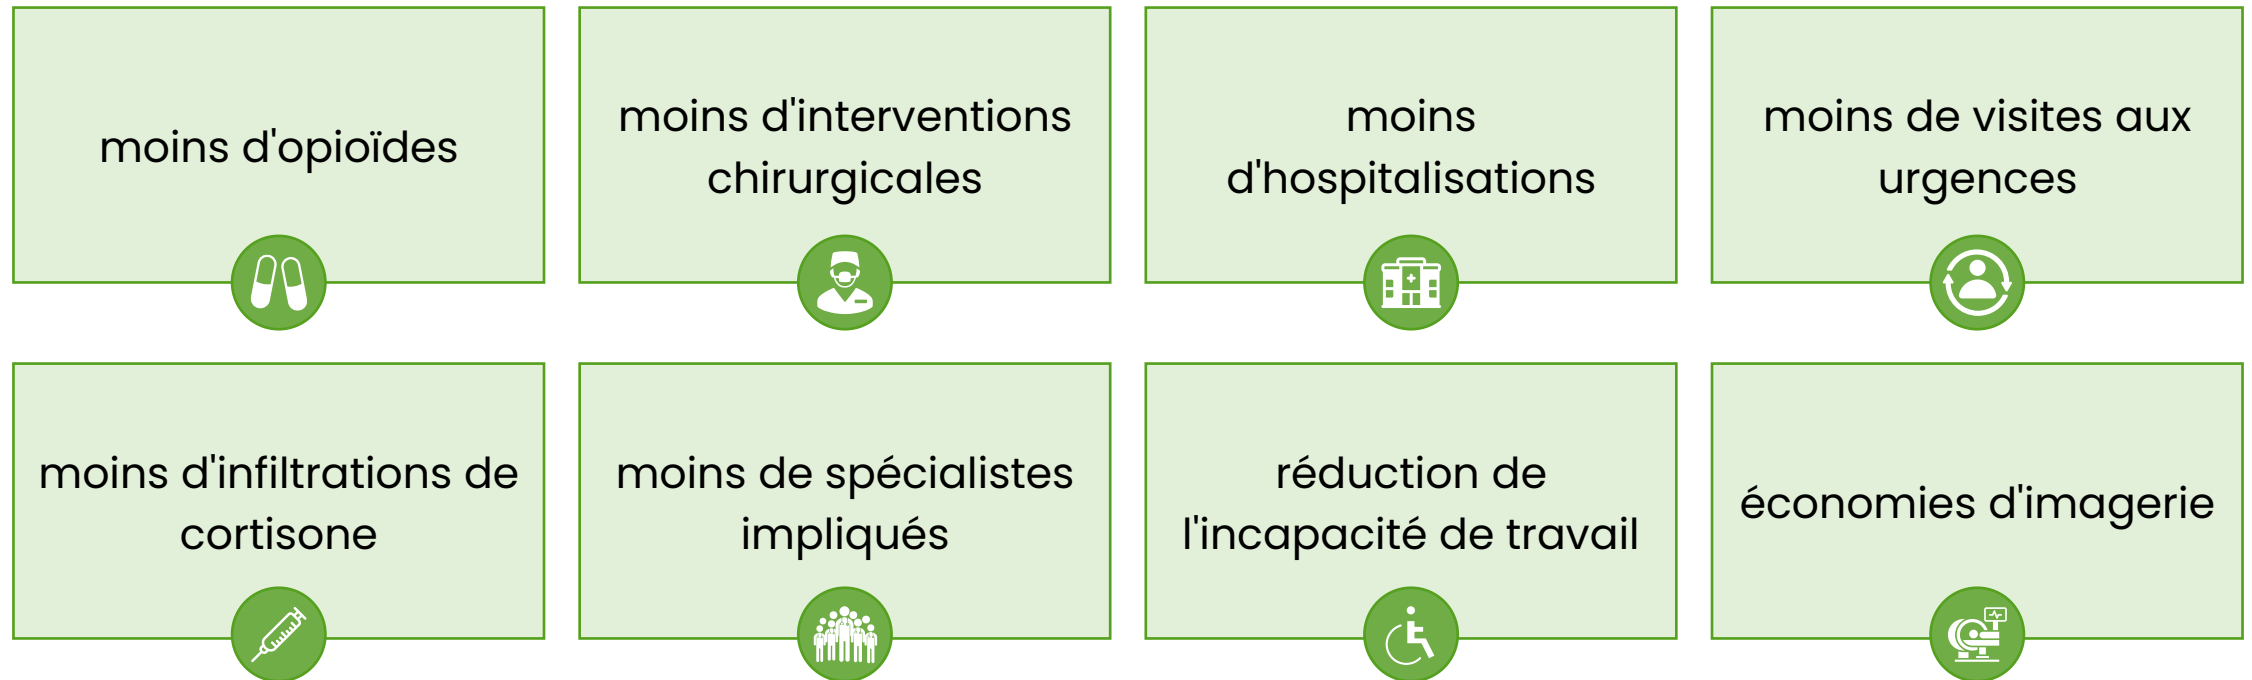 moins d'opioïdes
moins d'interventions
chirurgicales
moins
d'hospitalisations
moins de visites aux
urgences
moins d'infiltrations de
cortisone
moins de spécialistes
impliqués
réduction de
l'incapacité de travail
économies d'imagerie